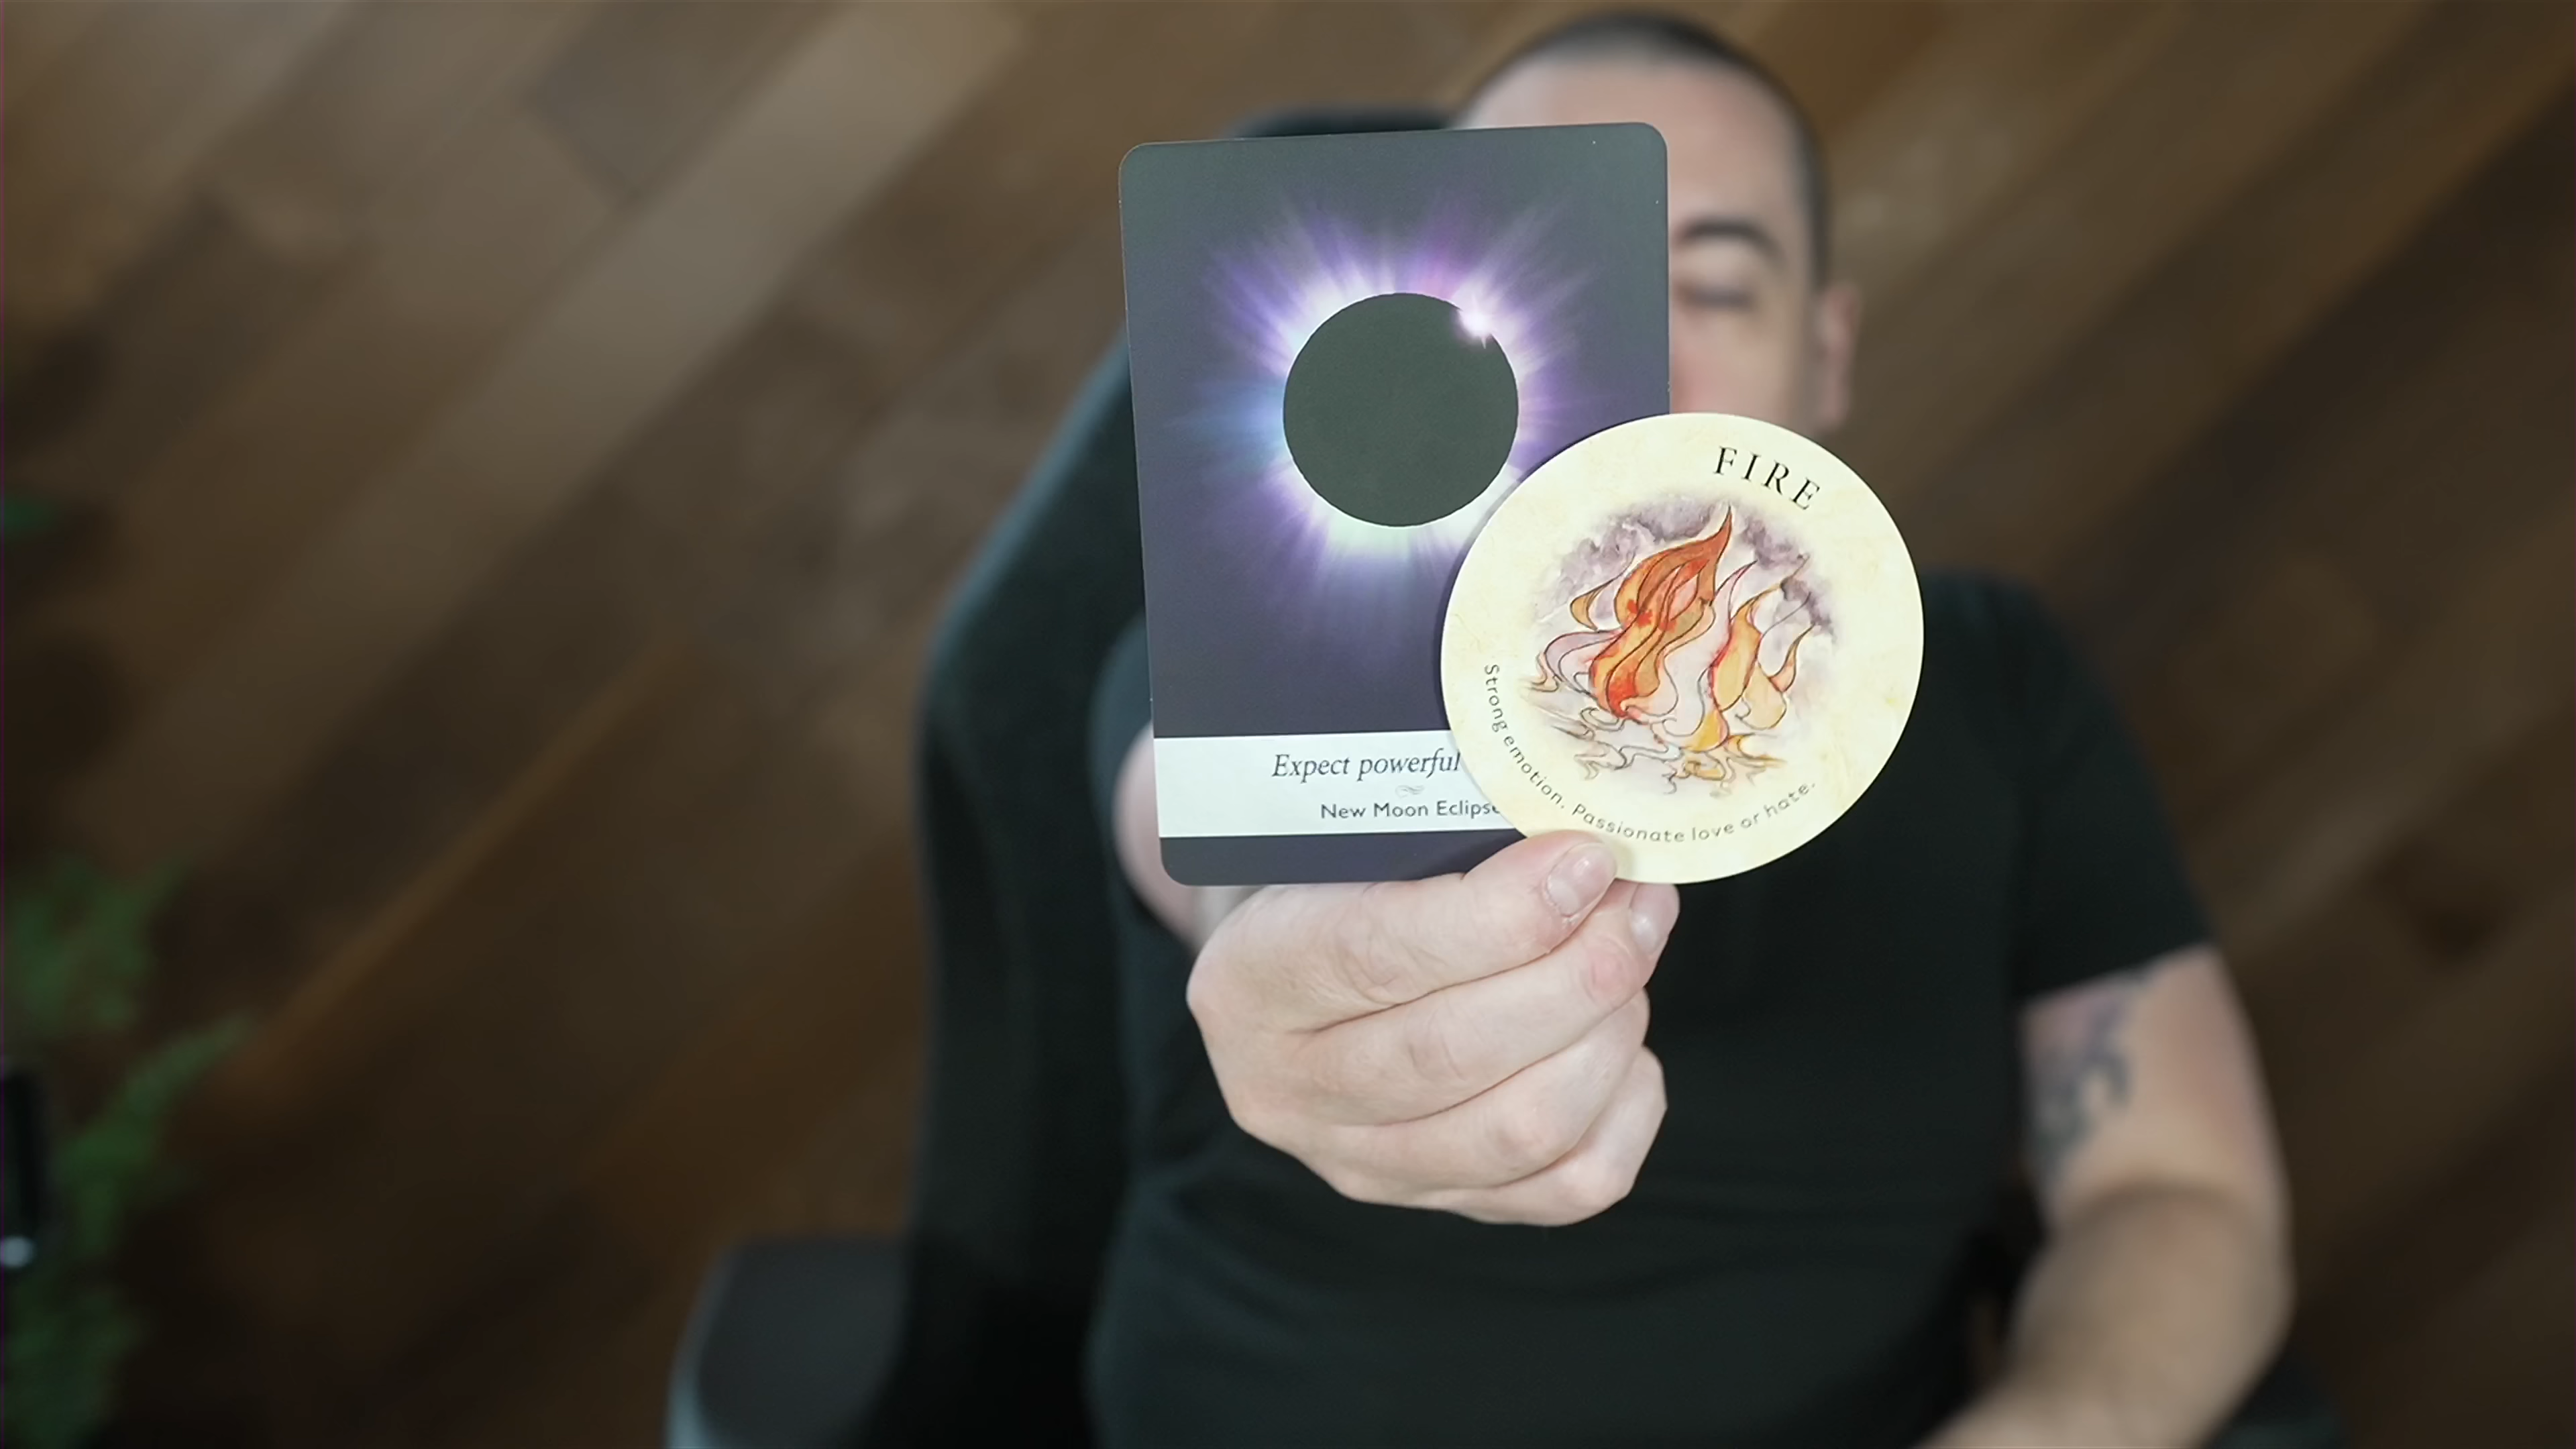 FIRE
Strong emotion. Passionate love or hate.
Expect powerful
New Moon Eclipse